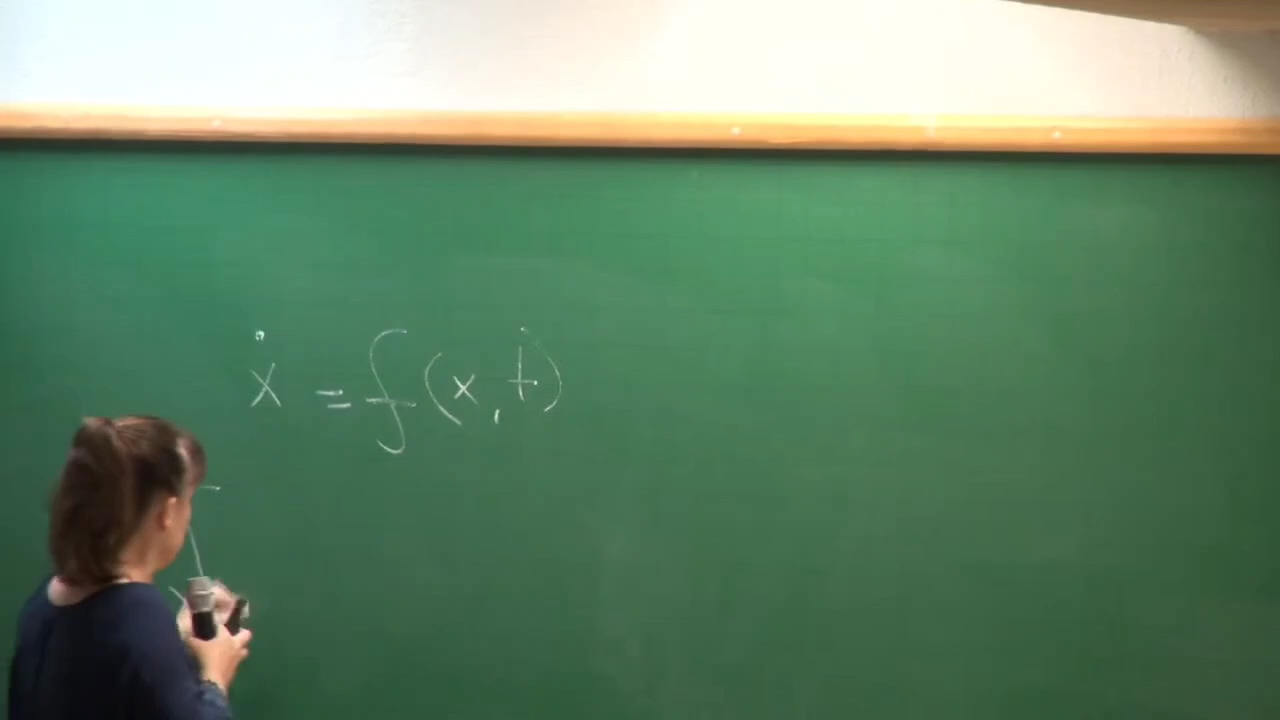 ẋ = f(x, t)